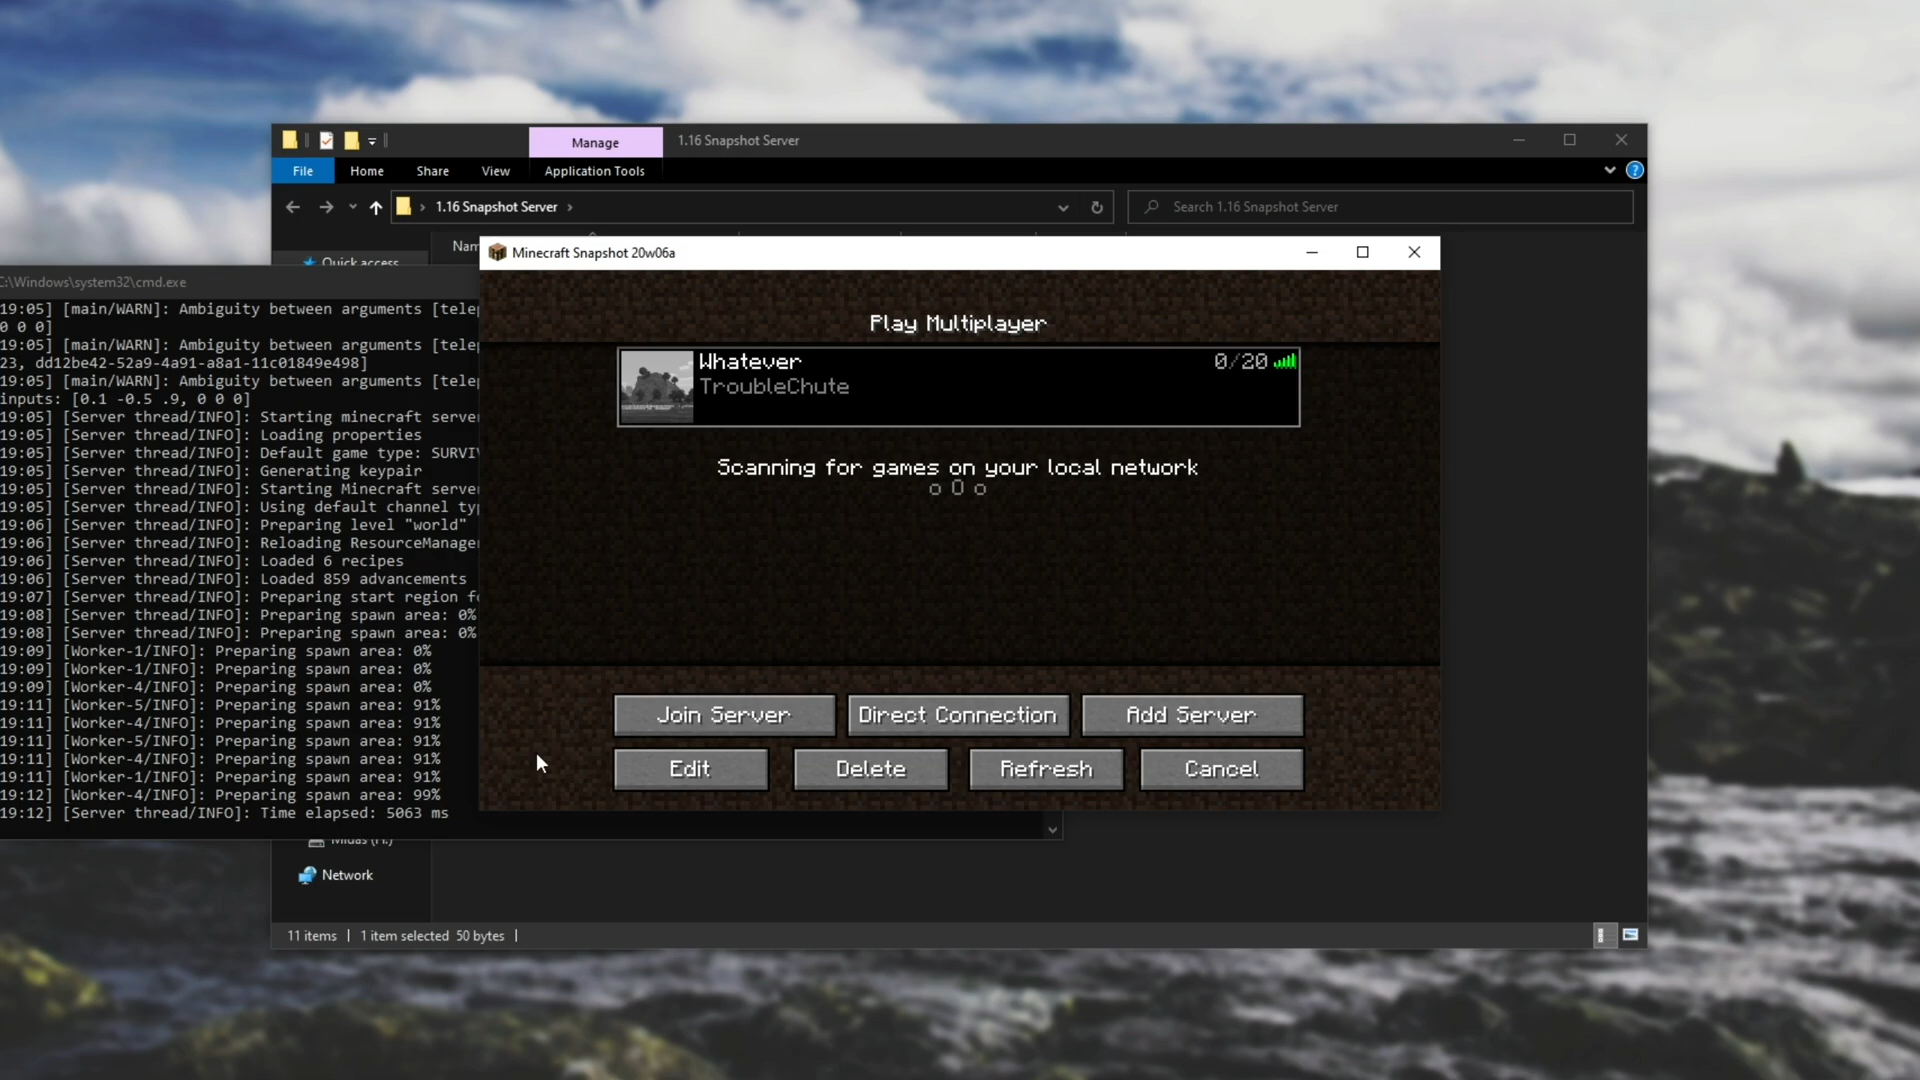 Manage
1.16 Snapshot Server
File
Home
Share
View
Application Tools
1.16 Snapshot Server
Search 1.16 Snapshot Server
Quick access
C:\Windows\system32\cmd.exe
19:05] [main/WARN]: Ambiguity between arguments
0 0 0]
19:05] [main/WARN]: Ambiguity between arguments
23, dd12be42-52a9-4a91-a8a1-11c01849e498]
19:05] [main/WARN]: Ambiguity between arguments
inputs: [0.1 -0.5 .9, 0 0 0]
19:05] [Server thread/INFO]: Starting minecraft
19:05] [Server thread/INFO]: Loading properties
19:05] [Server thread/INFO]: Default game type:
19:05] [Server thread/INFO]: Generating keypair
19:05] [Server thread/INFO]: Starting Minecraft
19:05] [Server thread/INFO]: Using default channel
19:06] [Server thread/INFO]: Preparing level "world"
19:06] [Server thread/INFO]: Reloading
19:06] [Server thread/INFO]: Loaded 6 recipes
19:06] [Server thread/INFO]: Loaded 859 advancements
19:07] [Server thread/INFO]: Preparing start region
19:08] [Server thread/INFO]: Preparing spawn area: 0%
19:08] [Server thread/INFO]: Preparing spawn area: 0%
19:09] [Worker-1/INFO]: Preparing spawn area: 0%
19:09] [Worker-1/INFO]: Preparing spawn area: 0%
19:09] [Worker-4/INFO]: Preparing spawn area: 0%
19:11] [Worker-5/INFO]: Preparing spawn area: 91%
19:11] [Worker-4/INFO]: Preparing spawn area: 91%
19:11] [Worker-5/INFO]: Preparing spawn area: 91%
19:11] [Worker-4/INFO]: Preparing spawn area: 91%
19:11] [Worker-1/INFO]: Preparing spawn area: 91%
19:12] [Worker-4/INFO]: Preparing spawn area: 99%
19:12] [Server thread/INFO]: Time elapsed: 5063 ms
Minecraft Snapshot 20w06a
Play Multiplayer
Whatever
0/20
TroubleChute
Scanning for games on your local network
o O o
Join Server
Direct Connection
Add Server
Edit
Delete
Refresh
Cancel
Network
11 items
1 item selected 50 bytes